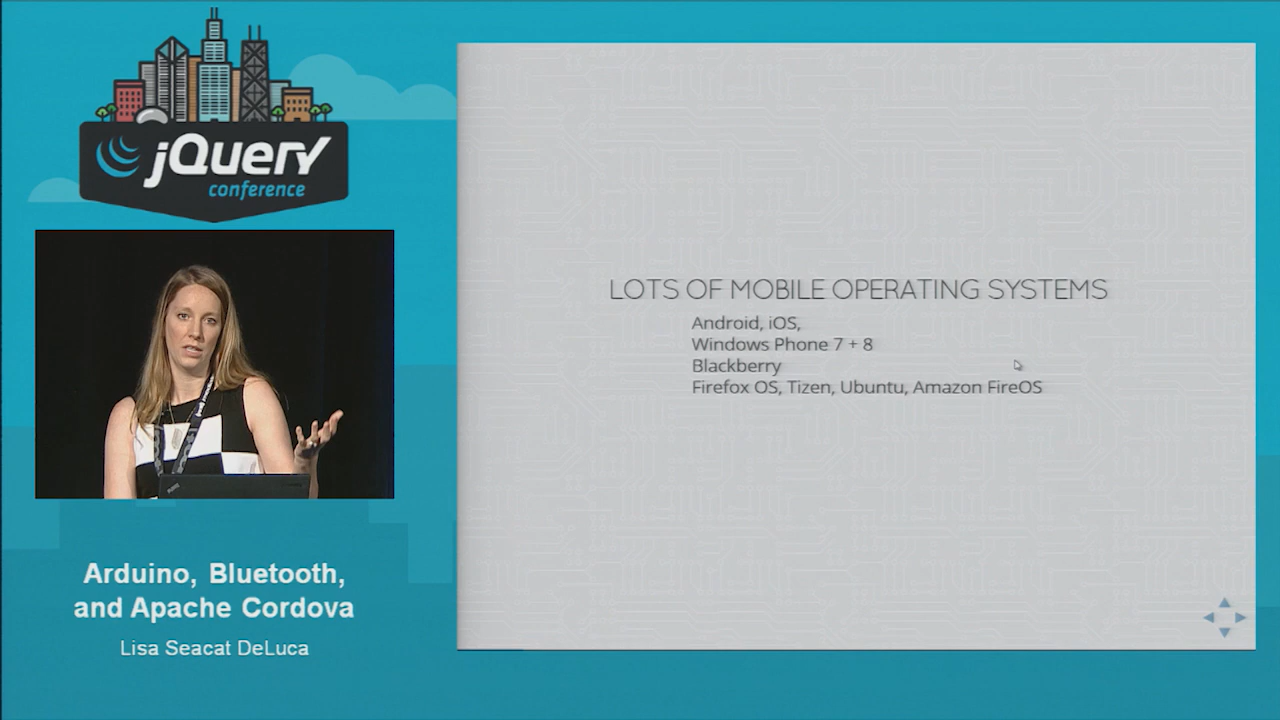 jQuery
conference
Arduino, Bluetooth,
and Apache Cordova
Lisa Seacat DeLuca
LOTS OF MOBILE OPERATING SYSTEMS
Android, iOS,
Windows Phone 7 + 8
Blackberry
Firefox OS, Tizen, Ubuntu, Amazon FireOS